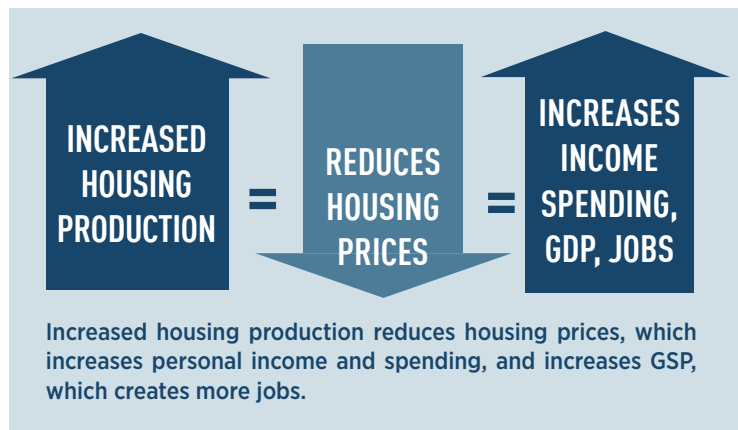 INCREASED
HOUSING
PRODUCTION
=
REDUCES
HOUSING
PRICES
=
INCREASES
INCOME
SPENDING,
GDP, JOBS
Increased housing production reduces housing prices, which
increases personal income and spending, and increases GSP,
which creates more jobs.